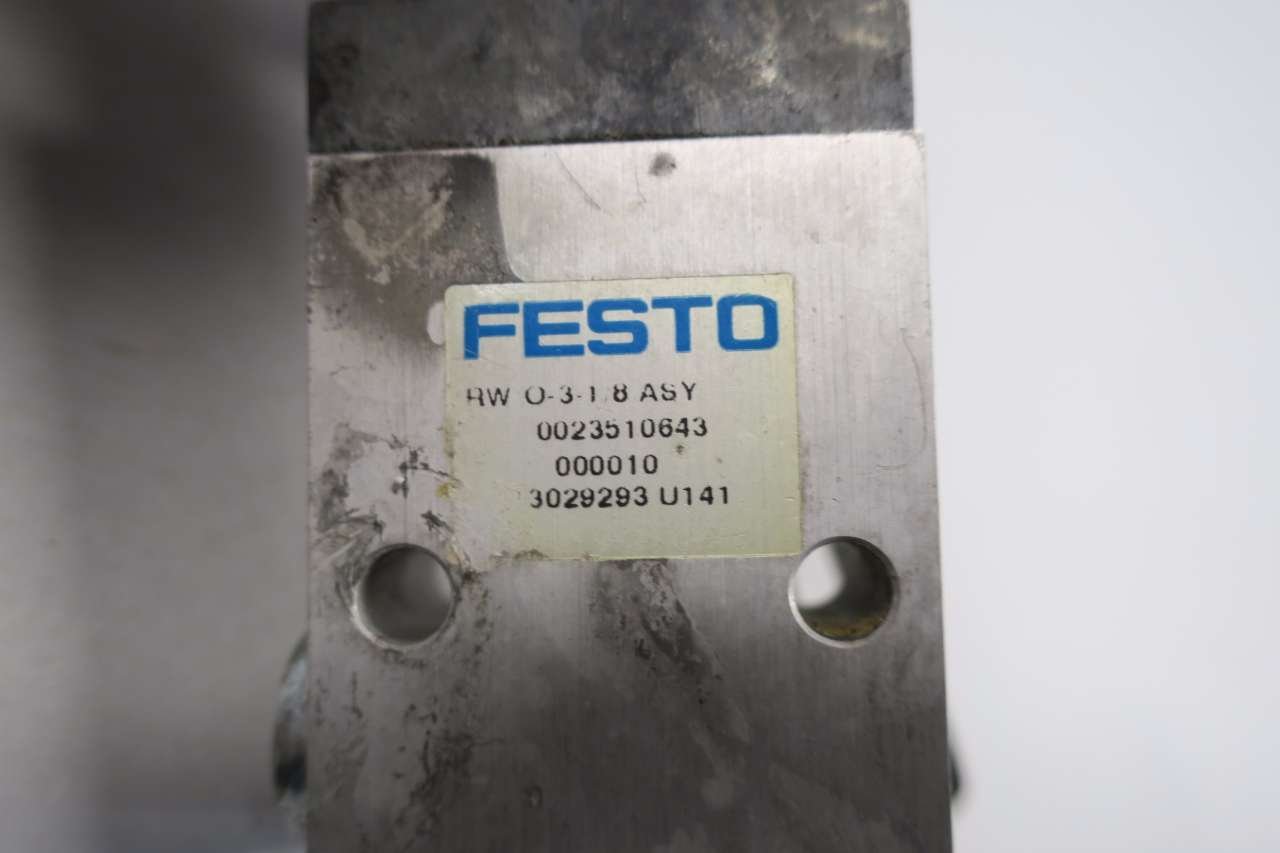 FESTO
RW O-3-1/8 ASY
0023510643
000010
3029293 U141